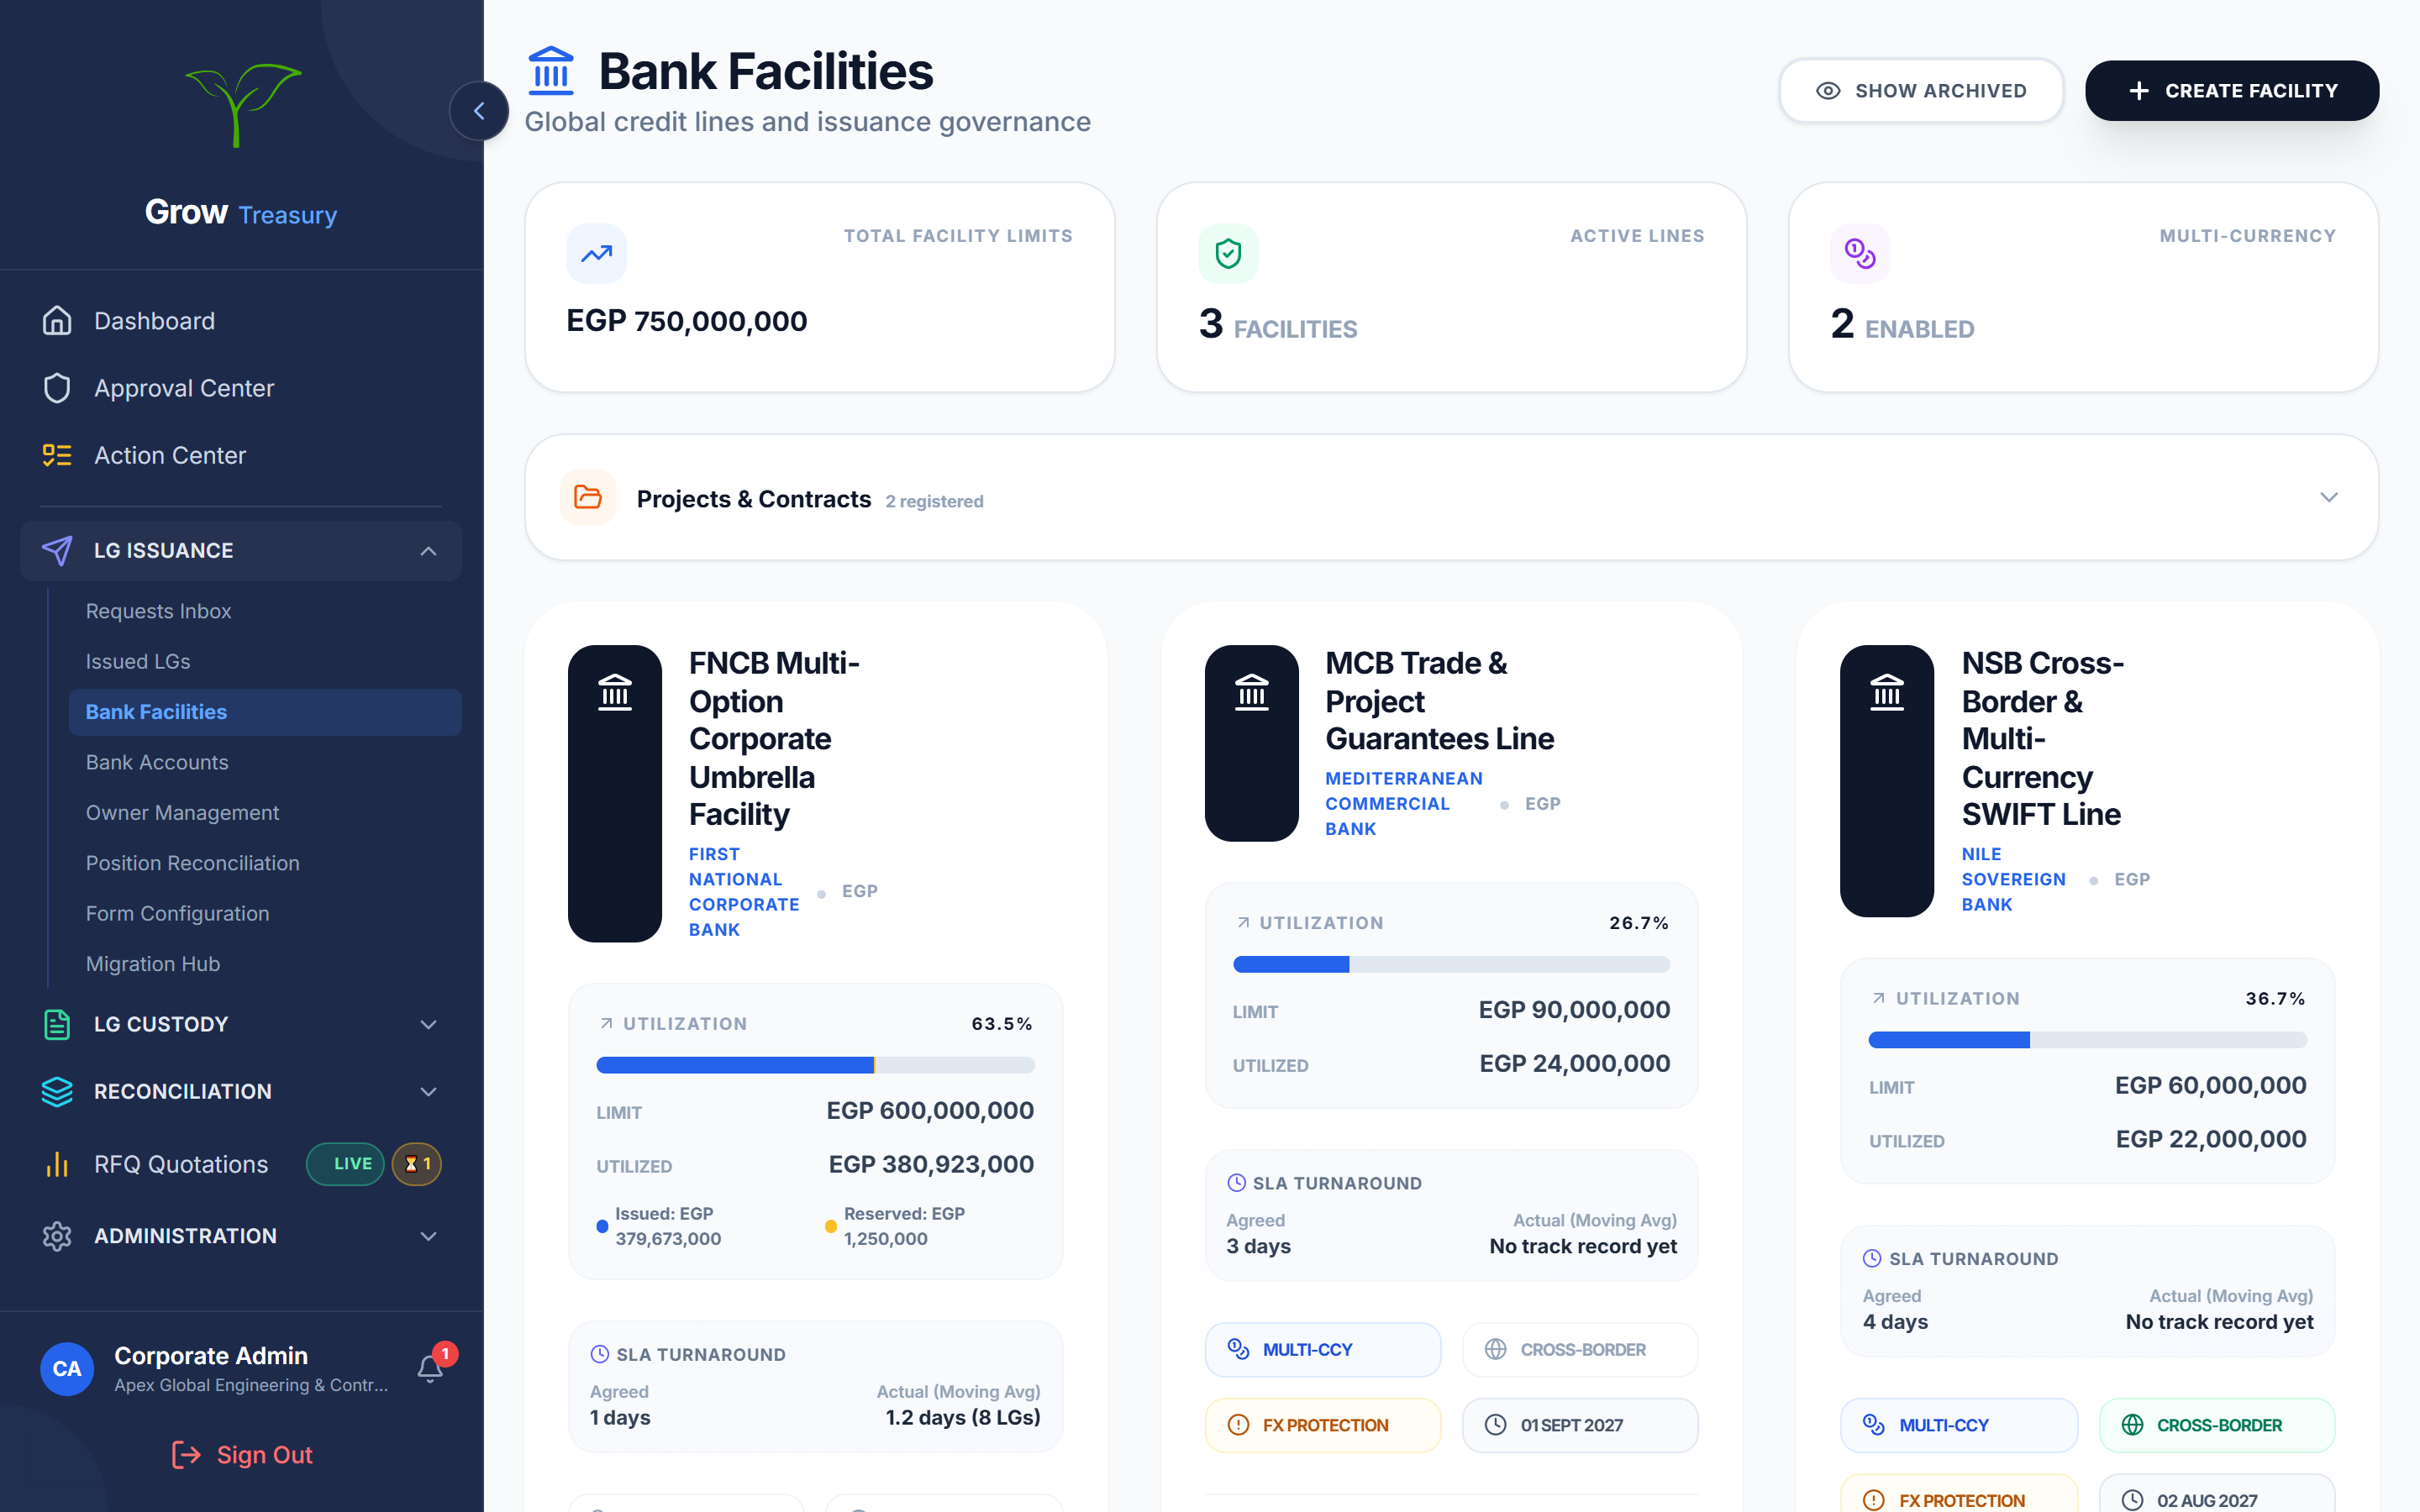 Grow Treasury
Dashboard
Approval Center
Action Center
LG ISSUANCE
Requests Inbox
Issued LGs
Bank Facilities
Bank Accounts
Owner Management
Position Reconciliation
Form Configuration
Migration Hub
LG CUSTODY
RECONCILIATION
RFQ Quotations LIVE 1
ADMINISTRATION
CA
Corporate Admin
Apex Global Engineering & Contr...
1
Sign Out
Bank Facilities
Global credit lines and issuance governance
SHOW ARCHIVED
CREATE FACILITY
TOTAL FACILITY LIMITS
EGP 750,000,000
ACTIVE LINES
3 FACILITIES
MULTI-CURRENCY
2 ENABLED
Projects & Contracts 2 registered
FNCB Multi-
Option
Corporate
Umbrella
Facility
FIRST
NATIONAL
CORPORATE
BANK
EGP
UTILIZATION 63.5%
LIMIT EGP 600,000,000
UTILIZED EGP 380,923,000
Issued: EGP
379,673,000
Reserved: EGP
1,250,000
SLA TURNAROUND
Agreed Actual (Moving Avg)
1 days 1.2 days (8 LGs)
MCB Trade &
Project
Guarantees Line
MEDITERRANEAN
COMMERCIAL
BANK
EGP
UTILIZATION 26.7%
LIMIT EGP 90,000,000
UTILIZED EGP 24,000,000
SLA TURNAROUND
Agreed Actual (Moving Avg)
3 days No track record yet
MULTI-CCY CROSS-BORDER
FX PROTECTION 01 SEPT 2027
NSB Cross-
Border &
Multi-
Currency
SWIFT Line
NILE
SOVEREIGN
BANK
EGP
UTILIZATION 36.7%
LIMIT EGP 60,000,000
UTILIZED EGP 22,000,000
SLA TURNAROUND
Agreed Actual (Moving Avg)
4 days No track record yet
MULTI-CCY CROSS-BORDER
FX PROTECTION 02 AUG 2027